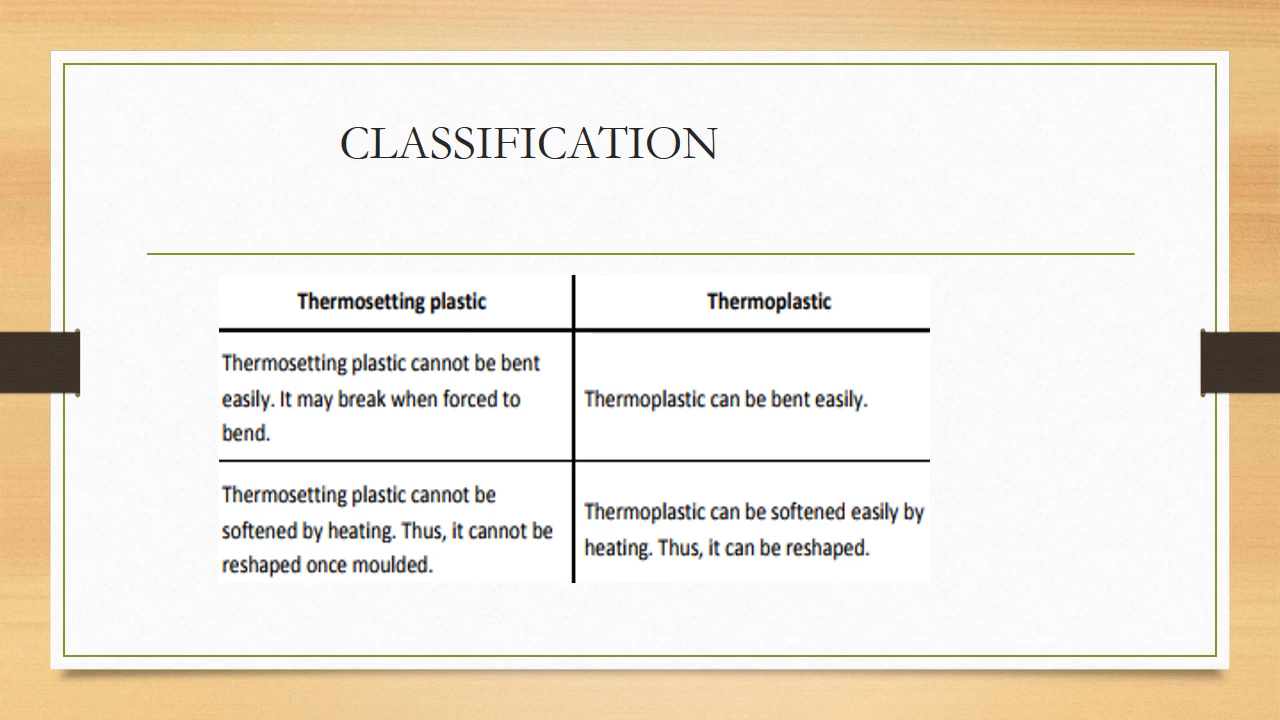 CLASSIFICATION
Thermosetting plastic
Thermoplastic
Thermosetting plastic cannot be bent
easily. It may break when forced to
bend.
Thermoplastic can be bent easily.
Thermosetting plastic cannot be
softened by heating. Thus, it cannot be
reshaped once moulded.
Thermoplastic can be softened easily by
heating. Thus, it can be reshaped.